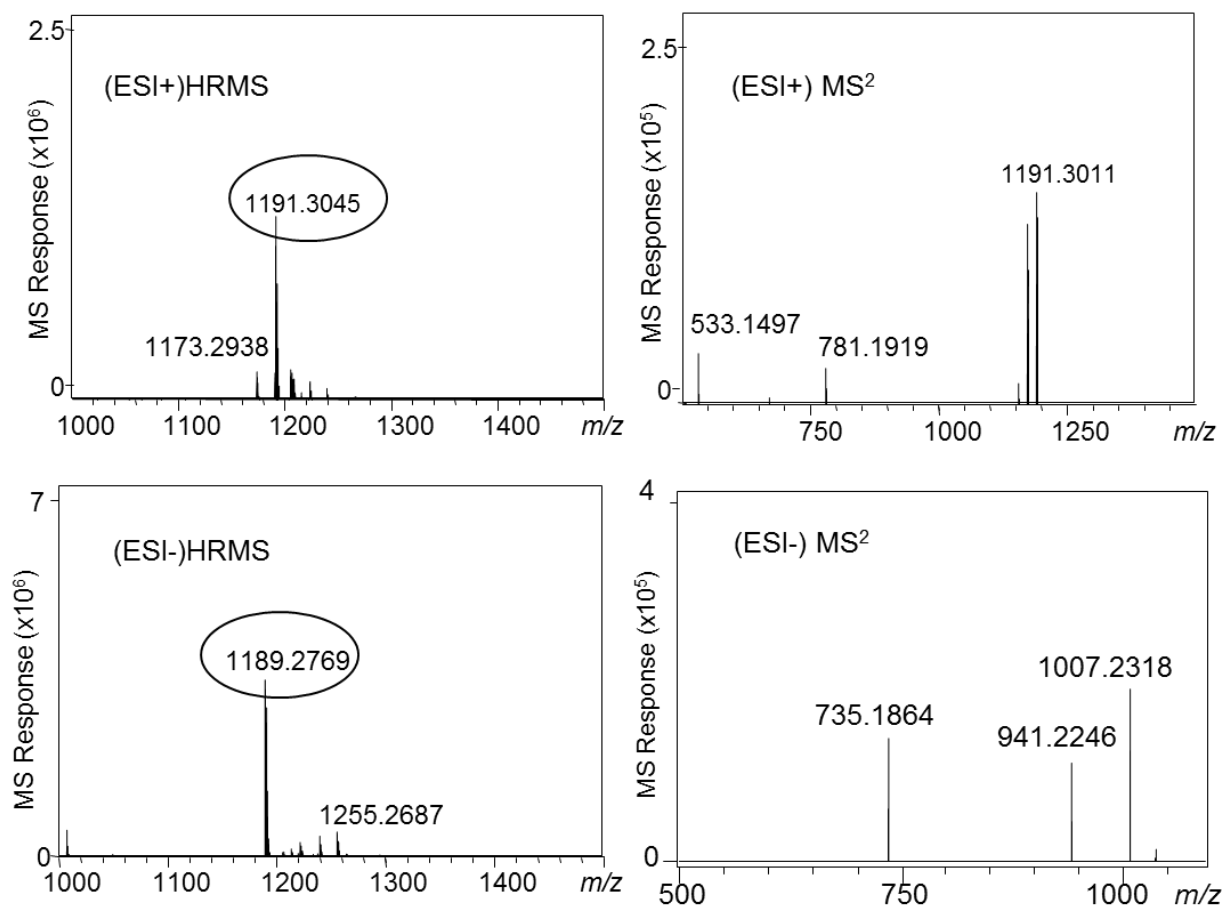 2.5
(ESI+)HRMS
MS Response (x10⁶)
1191.3045
1173.2938
0
1000 1100 1200 1300 1400 m/z
2.5
(ESI+) MS²
MS Response (x10⁵)
1191.3011
533.1497
781.1919
0
750 1000 1250 m/z
7
(ESI-)HRMS
MS Response (x10⁶)
1189.2769
1255.2687
0
1000 1100 1200 1300 1400 m/z
4
(ESI-) MS²
MS Response (x10⁵)
1007.2318
735.1864
941.2246
0
500 750 1000 m/z